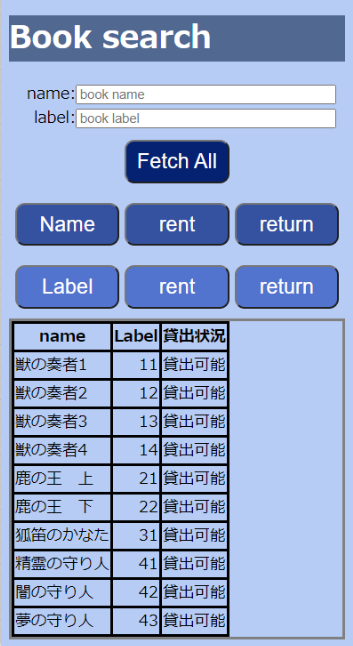 Book search
name: book name
label: book label
Fetch All
Name rent return
Label rent return
name Label 貸出状況
獣の奏者1 11 貸出可能
獣の奏者2 12 貸出可能
獣の奏者3 13 貸出可能
獣の奏者4 14 貸出可能
鹿の王　上 21 貸出可能
鹿の王　下 22 貸出可能
狐笛のかなた 31 貸出可能
精霊の守り人 41 貸出可能
闇の守り人 42 貸出可能
夢の守り人 43 貸出可能